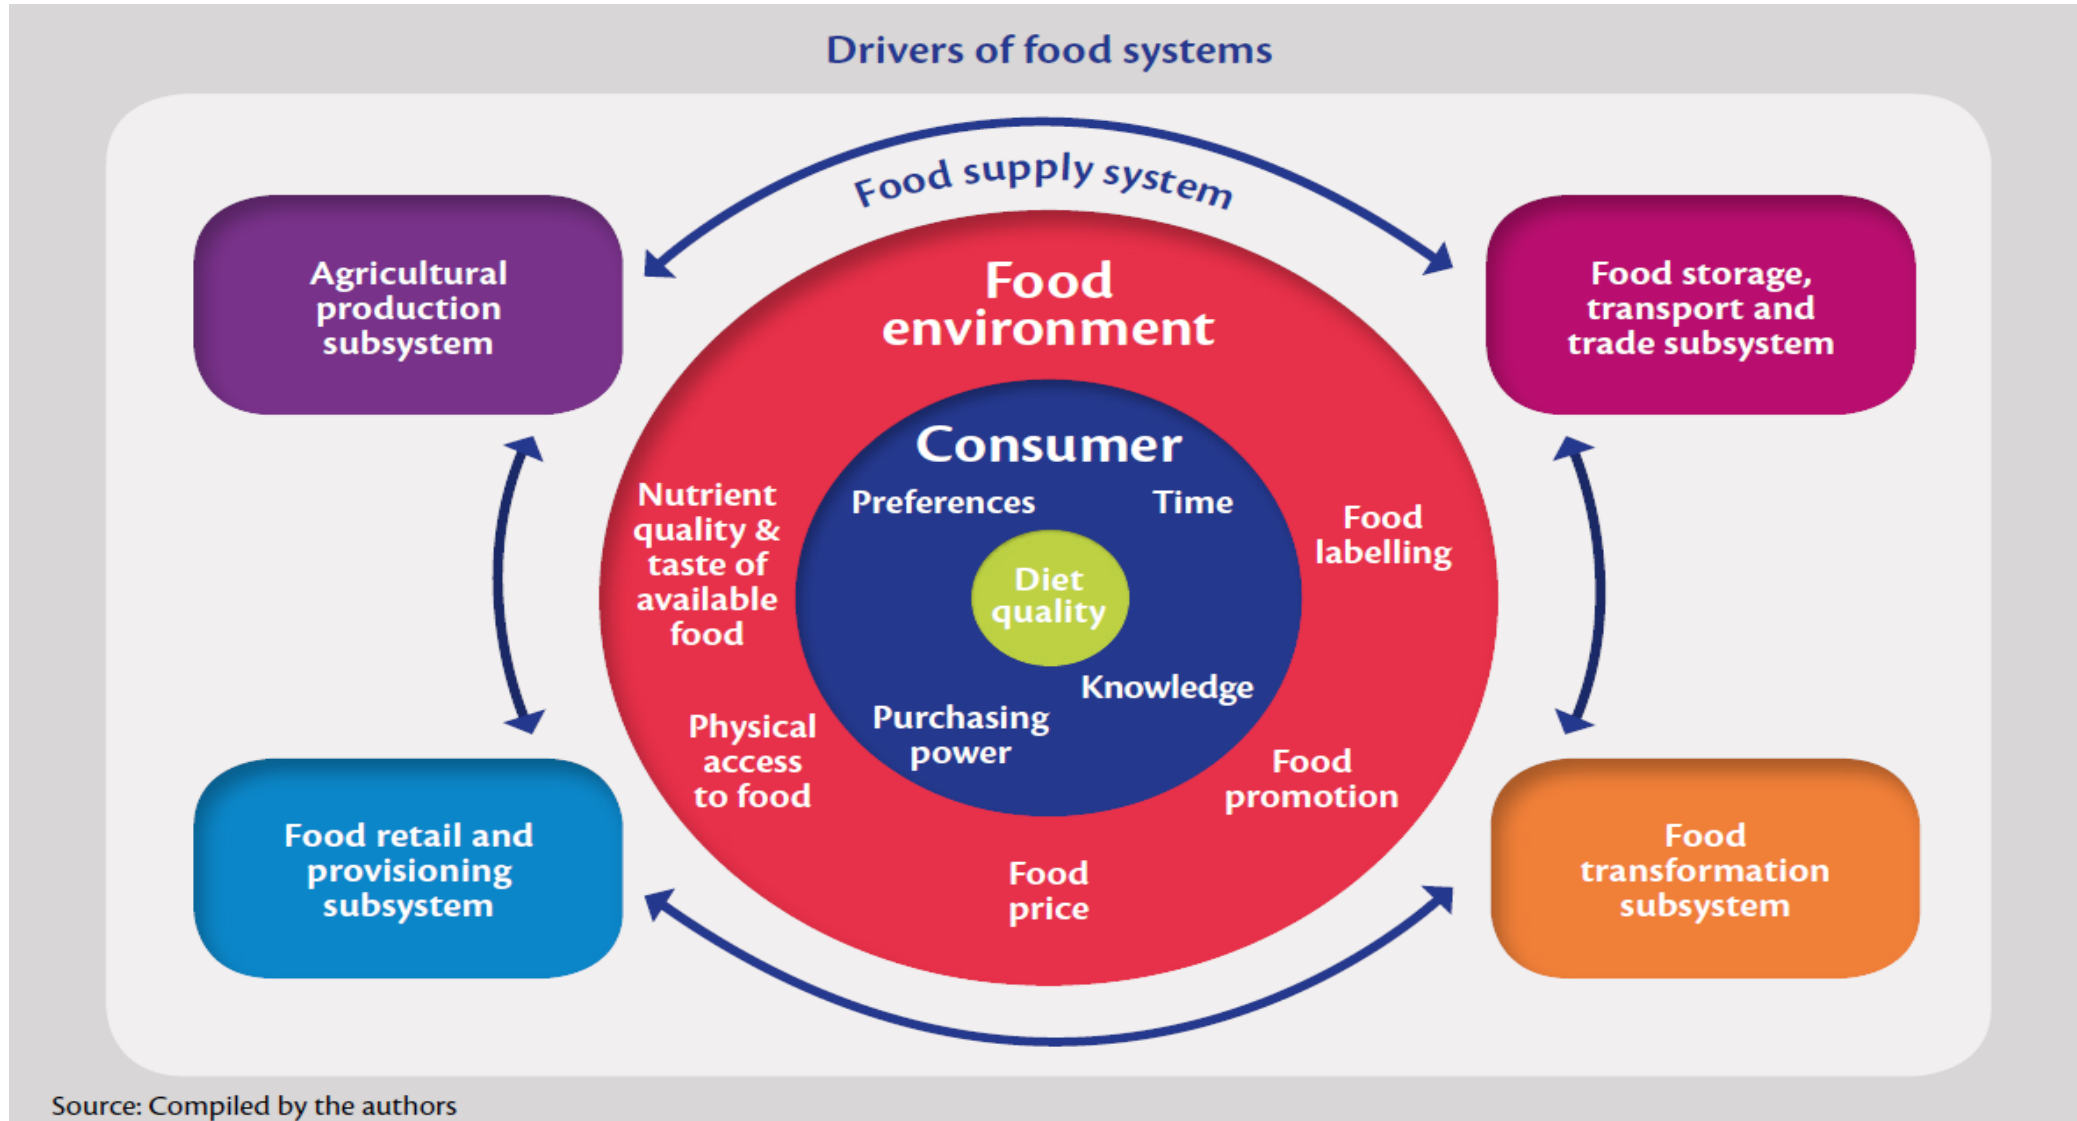 Drivers of food systems
Food supply system
Agricultural
production
subsystem
Food storage,
transport and
trade subsystem
Food
environment
Consumer
Preferences
Time
Nutrient
quality &
taste of
available
food
Food
labelling
Diet
quality
Knowledge
Purchasing
power
Physical
access
to food
Food
promotion
Food
price
Food retail and
provisioning
subsystem
Food
transformation
subsystem
Source: Compiled by the authors